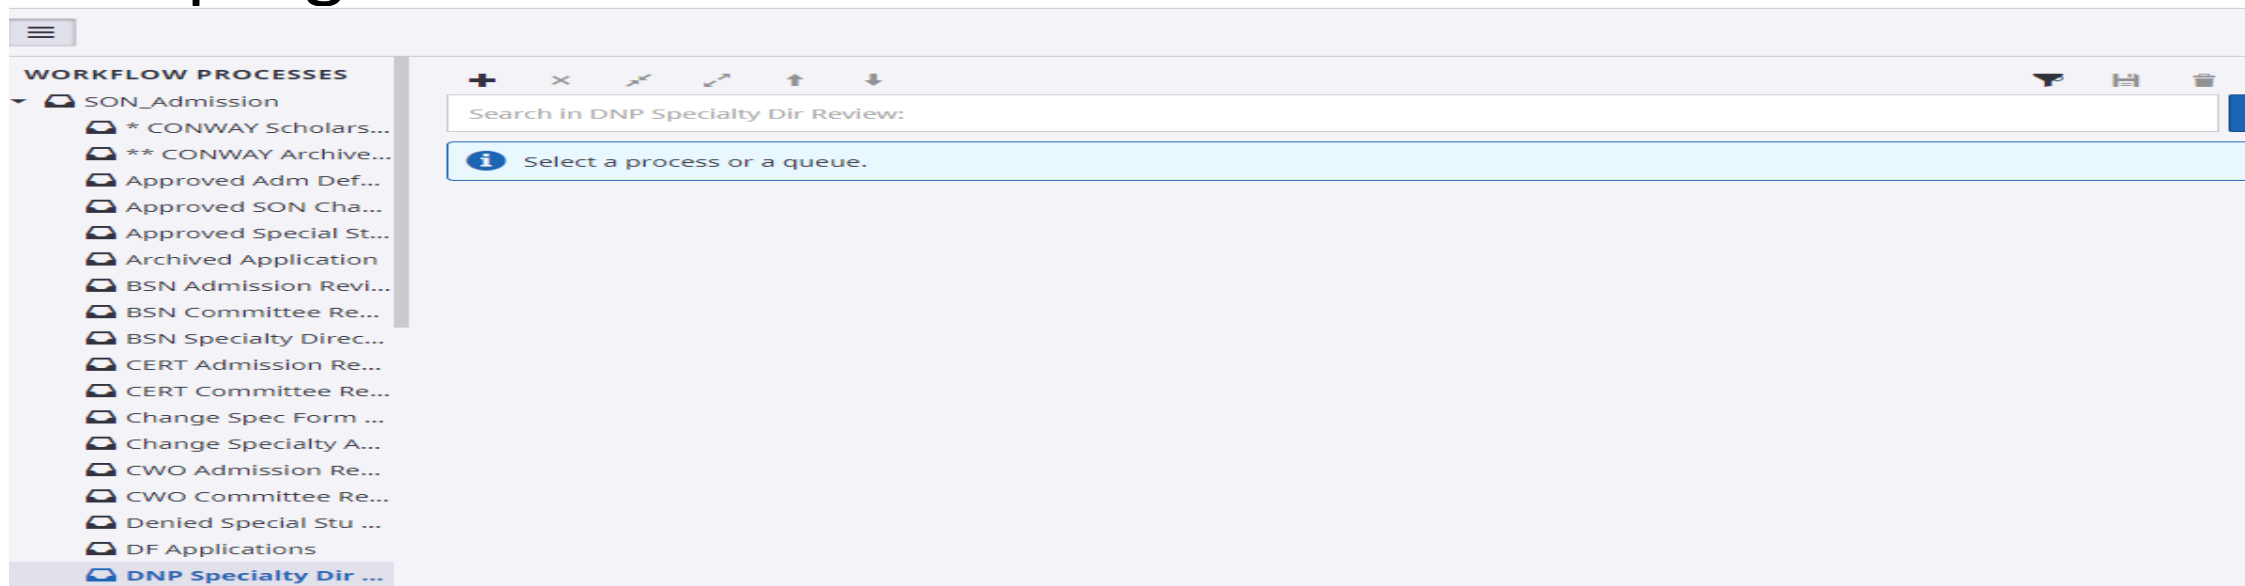 WORKFLOW PROCESSES
SON_Admission
* CONWAY Scholars...
** CONWAY Archive...
Approved Adm Def...
Approved SON Cha...
Approved Special St...
Archived Application
BSN Admission Revi...
BSN Committee Re...
BSN Specialty Direc...
CERT Admission Re...
CERT Committee Re...
Change Spec Form ...
Change Specialty A...
CWO Admission Re...
CWO Committee Re...
Denied Special Stu ...
DF Applications
DNP Specialty Dir ...
Search in DNP Specialty Dir Review:
Select a process or a queue.